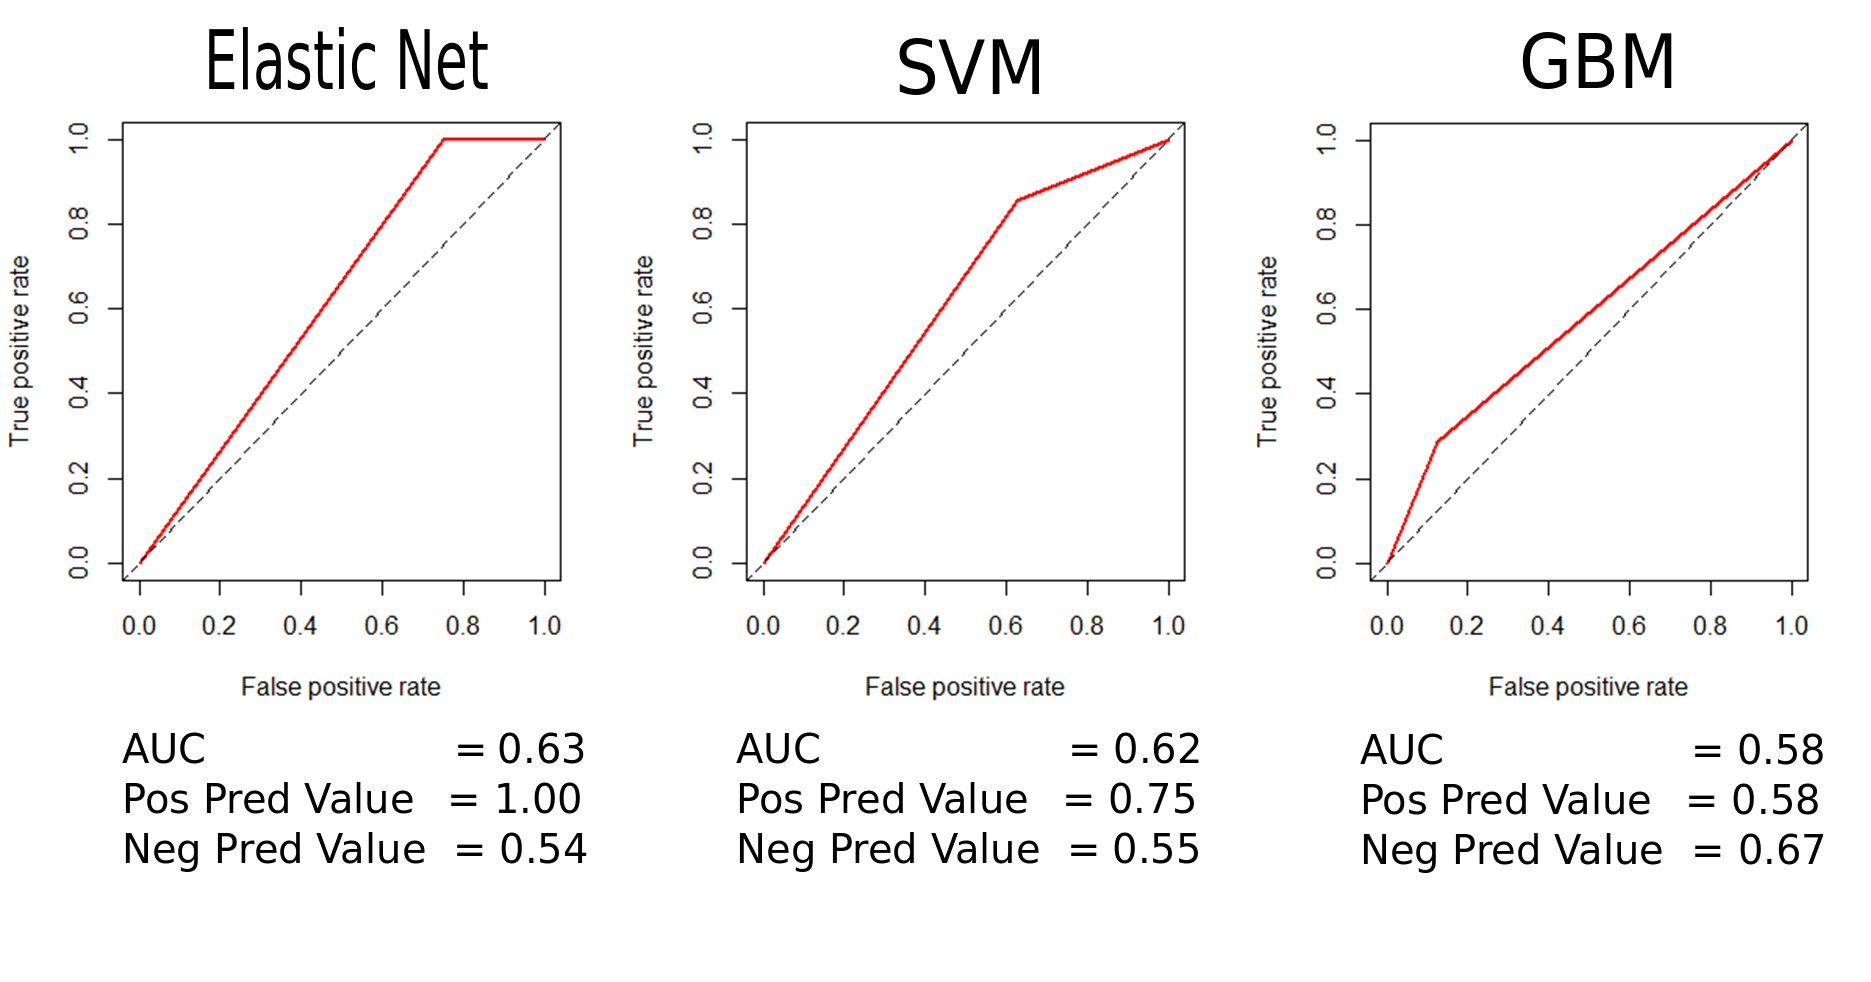 Elastic Net
1.0
0.8
0.6
0.4
0.2
0.0
True positive rate
0.0 0.2 0.4 0.6 0.8 1.0
False positive rate
AUC = 0.63
Pos Pred Value = 1.00
Neg Pred Value = 0.54
SVM
1.0
0.8
0.6
0.4
0.2
0.0
True positive rate
0.0 0.2 0.4 0.6 0.8 1.0
False positive rate
AUC = 0.62
Pos Pred Value = 0.75
Neg Pred Value = 0.55
GBM
1.0
0.8
0.6
0.4
0.2
0.0
True positive rate
0.0 0.2 0.4 0.6 0.8 1.0
False positive rate
AUC = 0.58
Pos Pred Value = 0.58
Neg Pred Value = 0.67